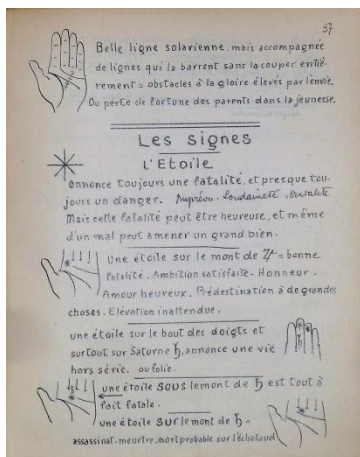 37
Belle ligne solarienne mais accompagnée
de lignes qui la barrent sans la couper entiè-
rement = obstacles à la gloire élevés par l'envie.
Ou perte de fortune des parents dans la jeunesse.
Les signes
L'Etoile
annonce toujours une fatalité, et presque tou-
jours un danger. Imprévu. Soudaineté.
Mais cette fatalité peut être heureuse, et même
d'un mal peut amener un grand bien.
une étoile sur le mont de ♃ = bonne.
fatalité. Ambition satisfaite - Honneur.
Amour heureux. Prédestination à de grandes
choses. Elévation inattendue.
une étoile sur le bout des doigts et
surtout sur Saturne ♄, annonce une vie
hors série. ou folie
une étoile sous le mont de ♄ est tout à
fait fatale.
une étoile sur le mont de ♄ =
assassinat. meurtre. mort probable sur l'échafaud